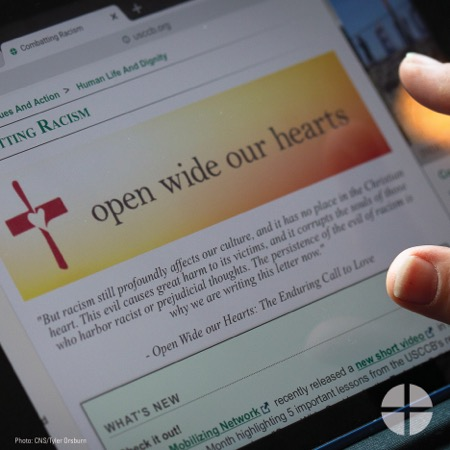 Combatting Racism
usccb.org
ues And Action > Human Life And Dignity
TTING RACISM
open wide our hearts
"But racism still profoundly affects our culture, and it has no place in the Christian
heart. This evil causes great harm to its victims, and it corrupts the souls of those
who harbor racist or prejudicial thoughts. The persistence of the evil of racism is
why we are writing this letter now."
- Open Wide our Hearts: The Enduring Call to Love
WHAT'S NEW
heck it out!
Mobilizing Network recently released a new short video
Month highlighting 5 important lessons from the USCCB's
Photo: CNS/Tyler Orsburn